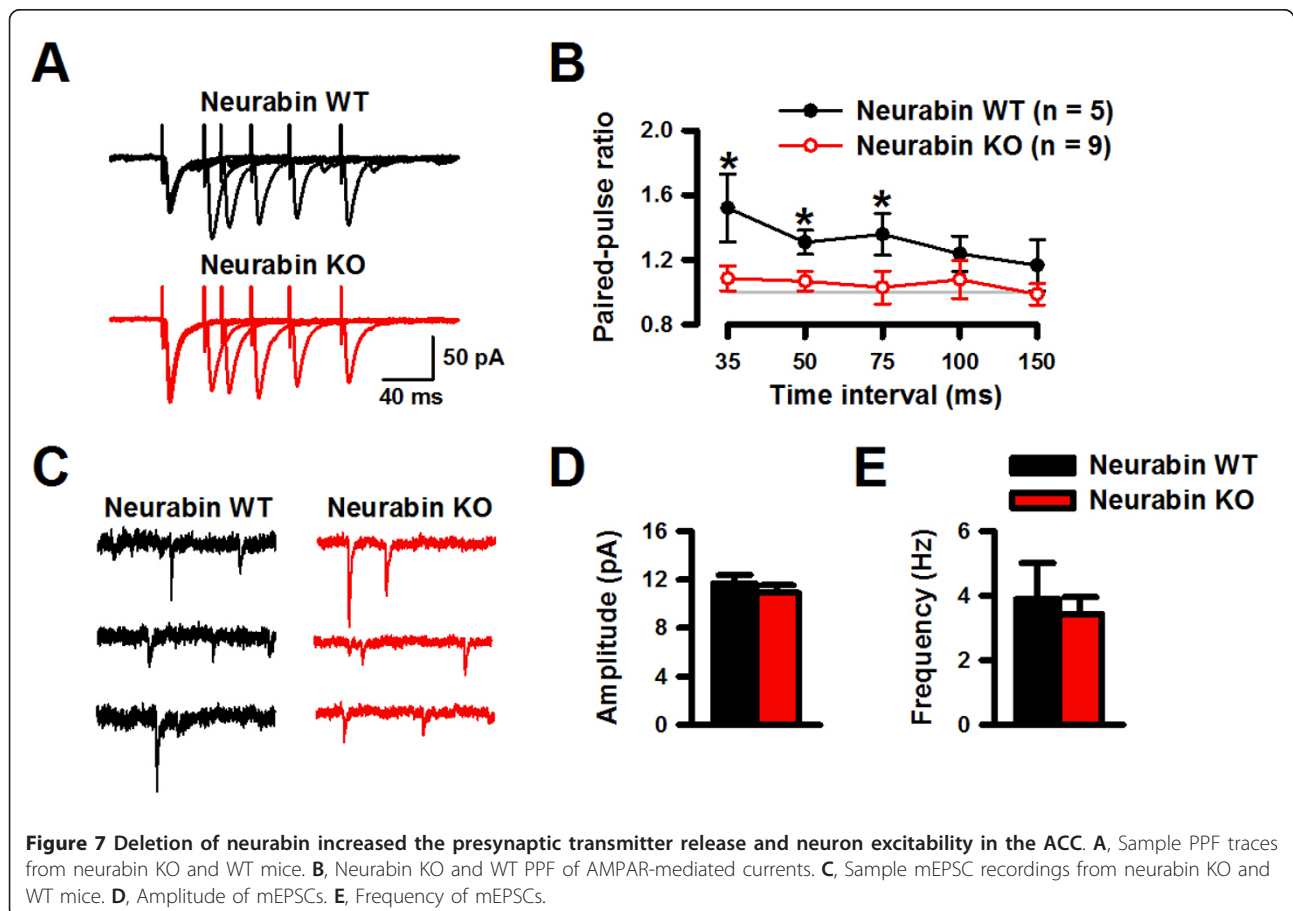 A
Neurabin WT
Neurabin KO
50 pA
40 ms
B
Neurabin WT (n = 5)
Neurabin KO (n = 9)
Paired-pulse ratio
2.0
1.6
1.2
0.8
* * *
35 50 75 100 150
Time interval (ms)
C
Neurabin WT
Neurabin KO
D
Amplitude (pA)
16
12
8
4
0
E
Neurabin WT
Neurabin KO
Frequency (Hz)
6
4
2
0
Figure 7 Deletion of neurabin increased the presynaptic transmitter release and neuron excitability in the ACC. A, Sample PPF traces
from neurabin KO and WT mice. B, Neurabin KO and WT PPF of AMPAR-mediated currents. C, Sample mEPSC recordings from neurabin KO and
WT mice. D, Amplitude of mEPSCs. E, Frequency of mEPSCs.